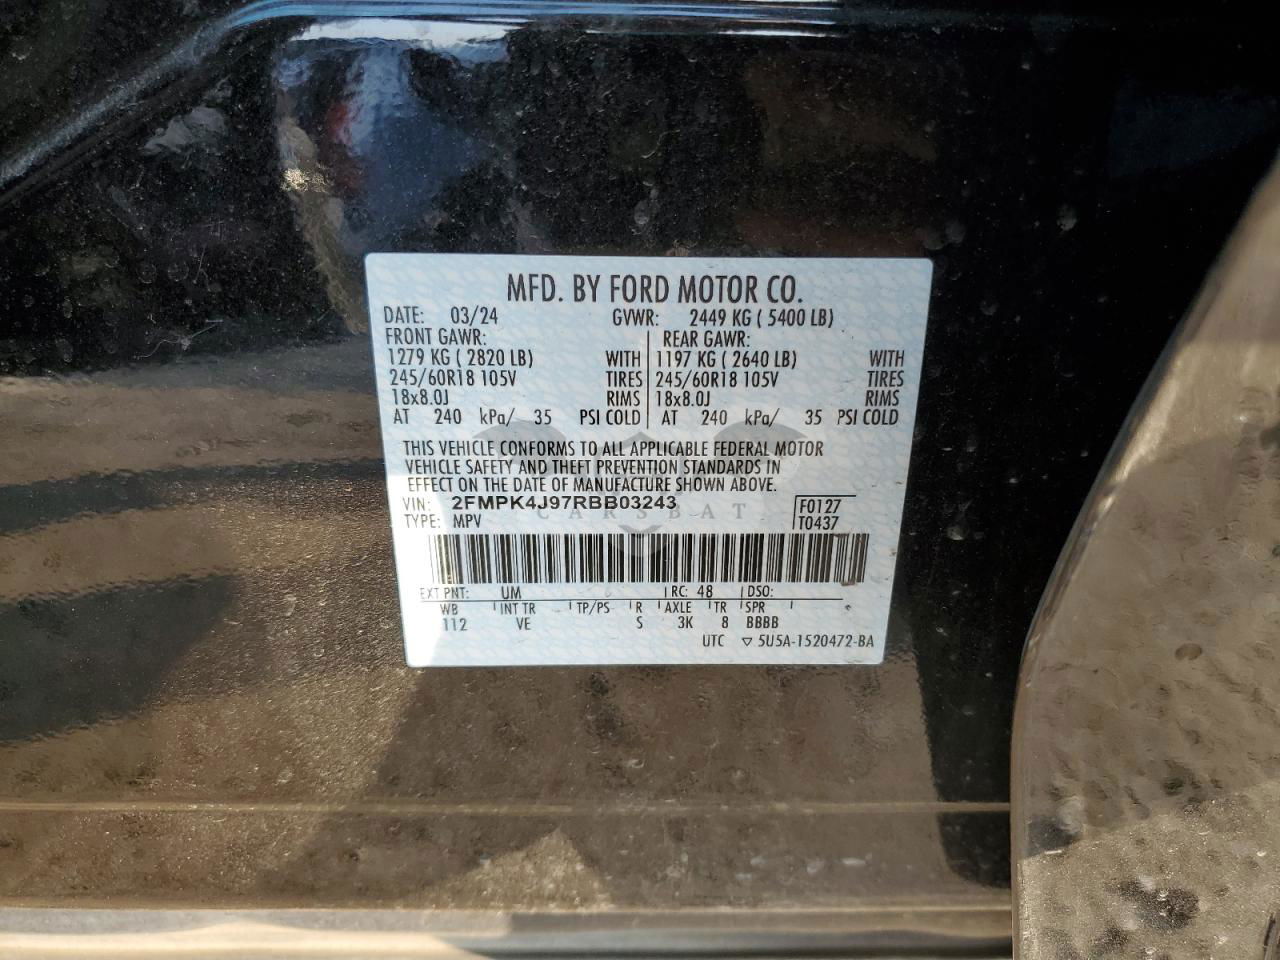 MFD. BY FORD MOTOR CO.
DATE: 03/24 GVWR: 2449 KG ( 5400 LB)
FRONT GAWR: REAR GAWR:
1279 KG ( 2820 LB) WITH 1197 KG ( 2640 LB) WITH
245/60R18 105V TIRES 245/60R18 105V TIRES
18x8.0J RIMS 18x8.0J RIMS
AT 240 kPa/ 35 PSI COLD AT 240 kPa/ 35 PSI COLD
THIS VEHICLE CONFORMS TO ALL APPLICABLE FEDERAL MOTOR
VEHICLE SAFETY AND THEFT PREVENTION STANDARDS IN
EFFECT ON THE DATE OF MANUFACTURE SHOWN ABOVE.
VIN: 2FMPK4J97RBB03243 F0127
CARSBAT
TYPE: MPV T0437
EXT PNT: UM RC: 48 DSO:
WB INT TR TP/PS R AXLE TR SPR
112 VE S 3K 8 BBBB
UTC ▽ 5U5A-1520472-BA